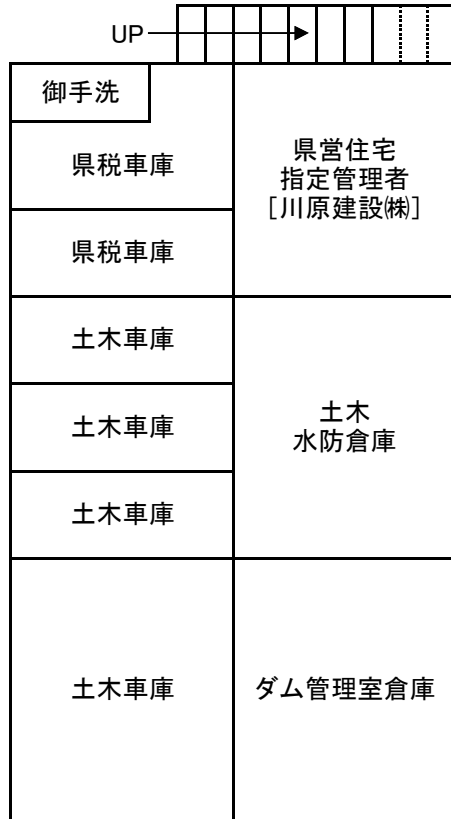 UP
御手洗
県税車庫
県営住宅
指定管理者
[川原建設㈱]
県税車庫
土木車庫
土木車庫
土木
水防倉庫
土木車庫
土木車庫
ダム管理室倉庫